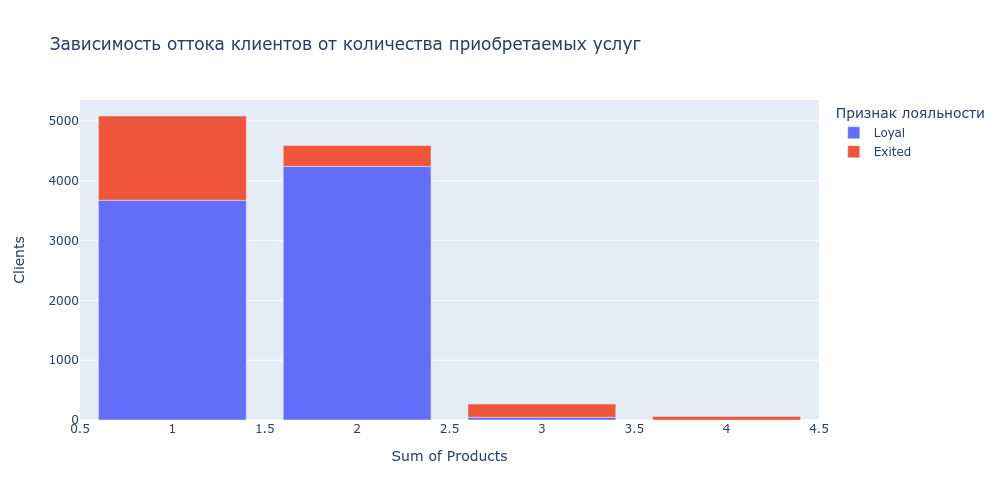 Зависимость оттока клиентов от количества приобретаемых услуг
Признак лояльности
Loyal
Exited
Clients
5000
4000
3000
2000
1000
0
0.5 1 1.5 2 2.5 3 3.5 4 4.5
Sum of Products